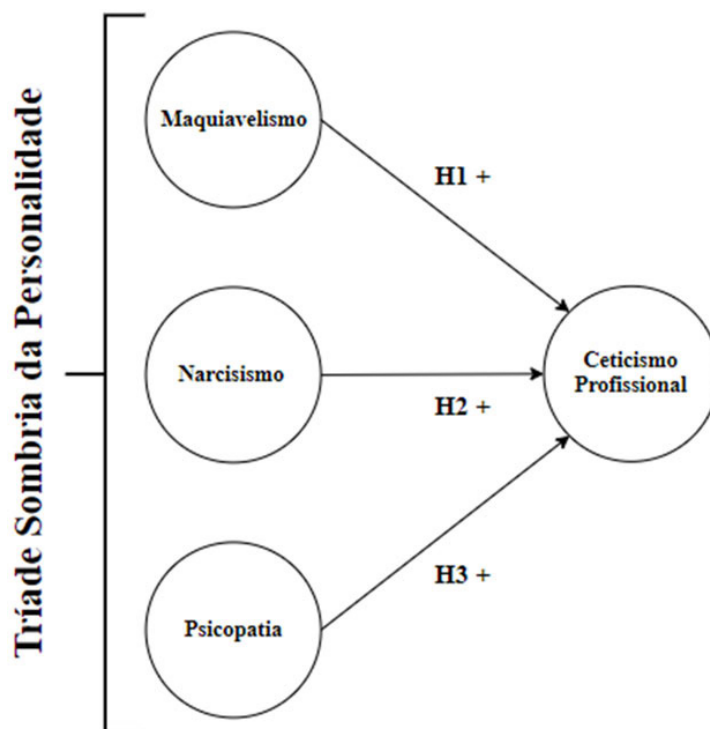 Tríade Sombria da Personalidade
Maquiavelismo
H1 +
Narcisismo
H2 +
Ceticismo
Profissional
Psicopatia
H3 +